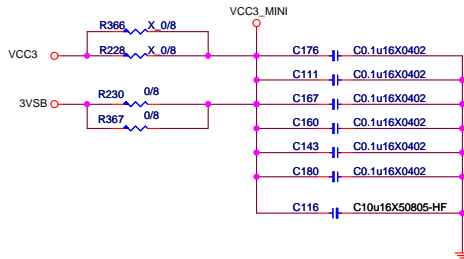 VCC3_MINI
R366 X_0/8
R228 X_0/8
VCC3
C176 C0.1u16X0402
C111 C0.1u16X0402
R230 0/8
3VSB
C167 C0.1u16X0402
R367 0/8
C160 C0.1u16X0402
C143 C0.1u16X0402
C180 C0.1u16X0402
C116 C10u16X50805-HF